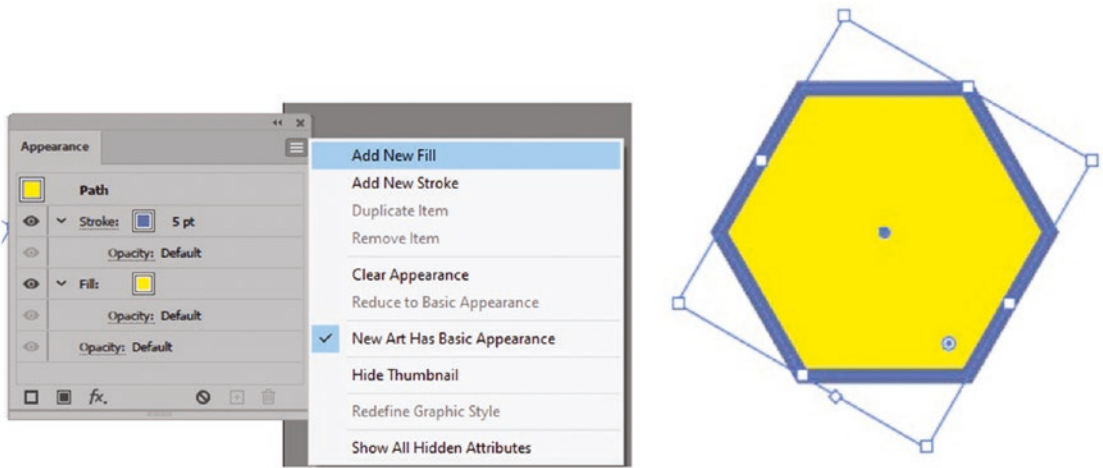 Appearance
Path
Stroke: 5 pt
Opacity: Default
Fill:
Opacity: Default
Opacity: Default
fx.
Add New Fill
Add New Stroke
Duplicate Item
Remove Item
Clear Appearance
Reduce to Basic Appearance
New Art Has Basic Appearance
Hide Thumbnail
Redefine Graphic Style
Show All Hidden Attributes